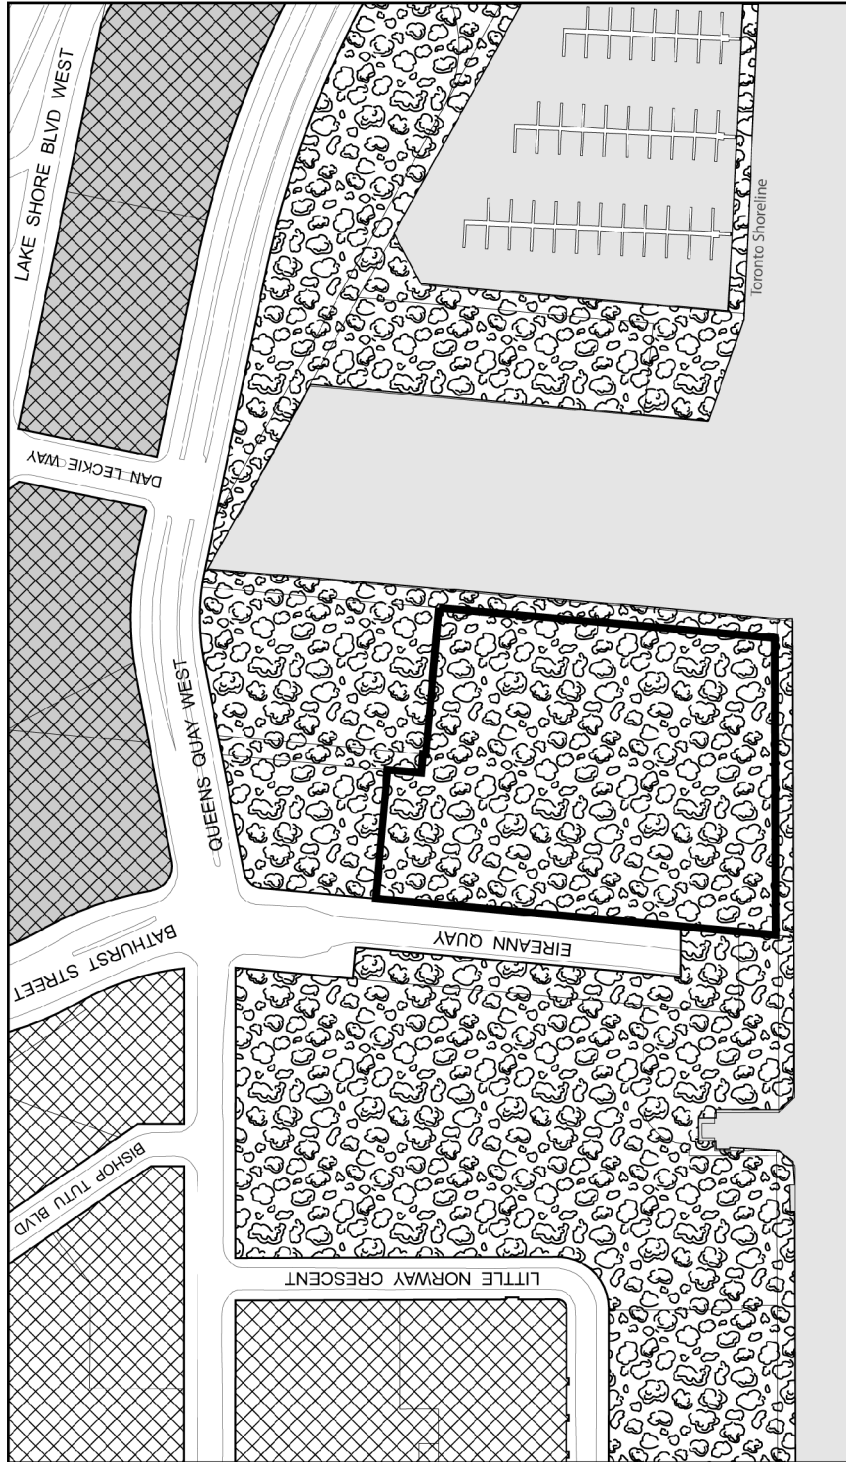 LAKE SHORE BLVD WEST
Toronto Shoreline
DAN LECKIE WAY
QUEENS QUAY WEST
BATHURST STREET
EIREANN QUAY
BISHOP TUTU BLVD
LITTLE NORWAY CRESCENT